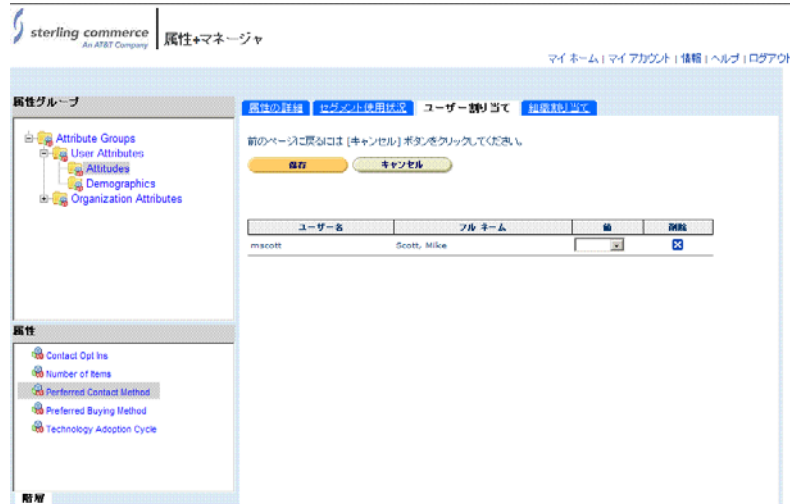 sterling commerce
An AT&T Company
属性+マネージャ
マイ ホーム | マイ アカウント | 情報 | ヘルプ | ログアウト
属性グループ
Attribute Groups
User Attributes
Attitudes
Demographics
Organization Attributes
属性の詳細 セグメント使用状況 ユーザー割り当て 組織割り当て
前のページに戻るには [キャンセル] ボタンをクリックしてください。
保存 キャンセル
ユーザー名 フル ネーム 値 削除
mscott Scott, Mike
属性
Contact Opt Ins
Number of Items
Perferred Contact Method
Preferred Buying Method
Technology Adoption Cycle
階層